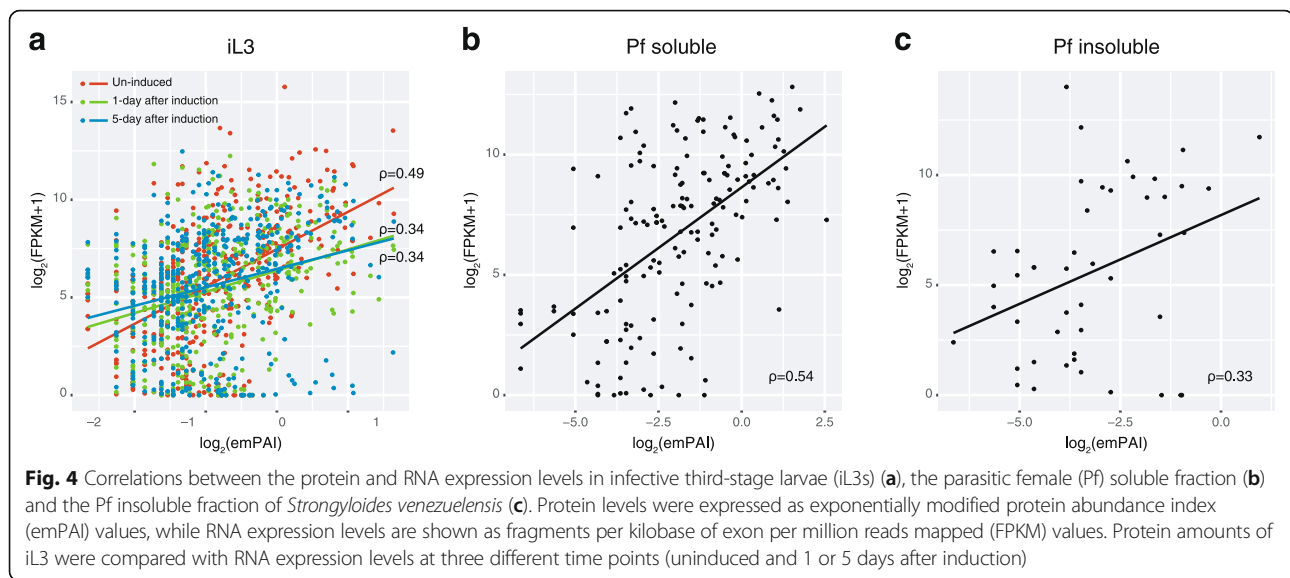 a
iL3
Un-induced
1-day after induction
5-day after induction
15
10
5
0
log2(FPKM+1)
ρ=0.49
ρ=0.34
ρ=0.34
−2
−1
0
1
log2(emPAI)
b
Pf soluble
10
5
0
log2(FPKM+1)
ρ=0.54
−5.0
−2.5
0.0
2.5
log2(emPAI)
c
Pf insoluble
10
5
0
log2(FPKM+1)
ρ=0.33
−5.0
−2.5
0.0
log2(emPAI)
Fig. 4 Correlations between the protein and RNA expression levels in infective third-stage larvae (iL3s) (a), the parasitic female (Pf) soluble fraction (b)
and the Pf insoluble fraction of Strongyloides venezuelensis (c). Protein levels were expressed as exponentially modified protein abundance index
(emPAI) values, while RNA expression levels are shown as fragments per kilobase of exon per million reads mapped (FPKM) values. Protein amounts of
iL3 were compared with RNA expression levels at three different time points (uninduced and 1 or 5 days after induction)